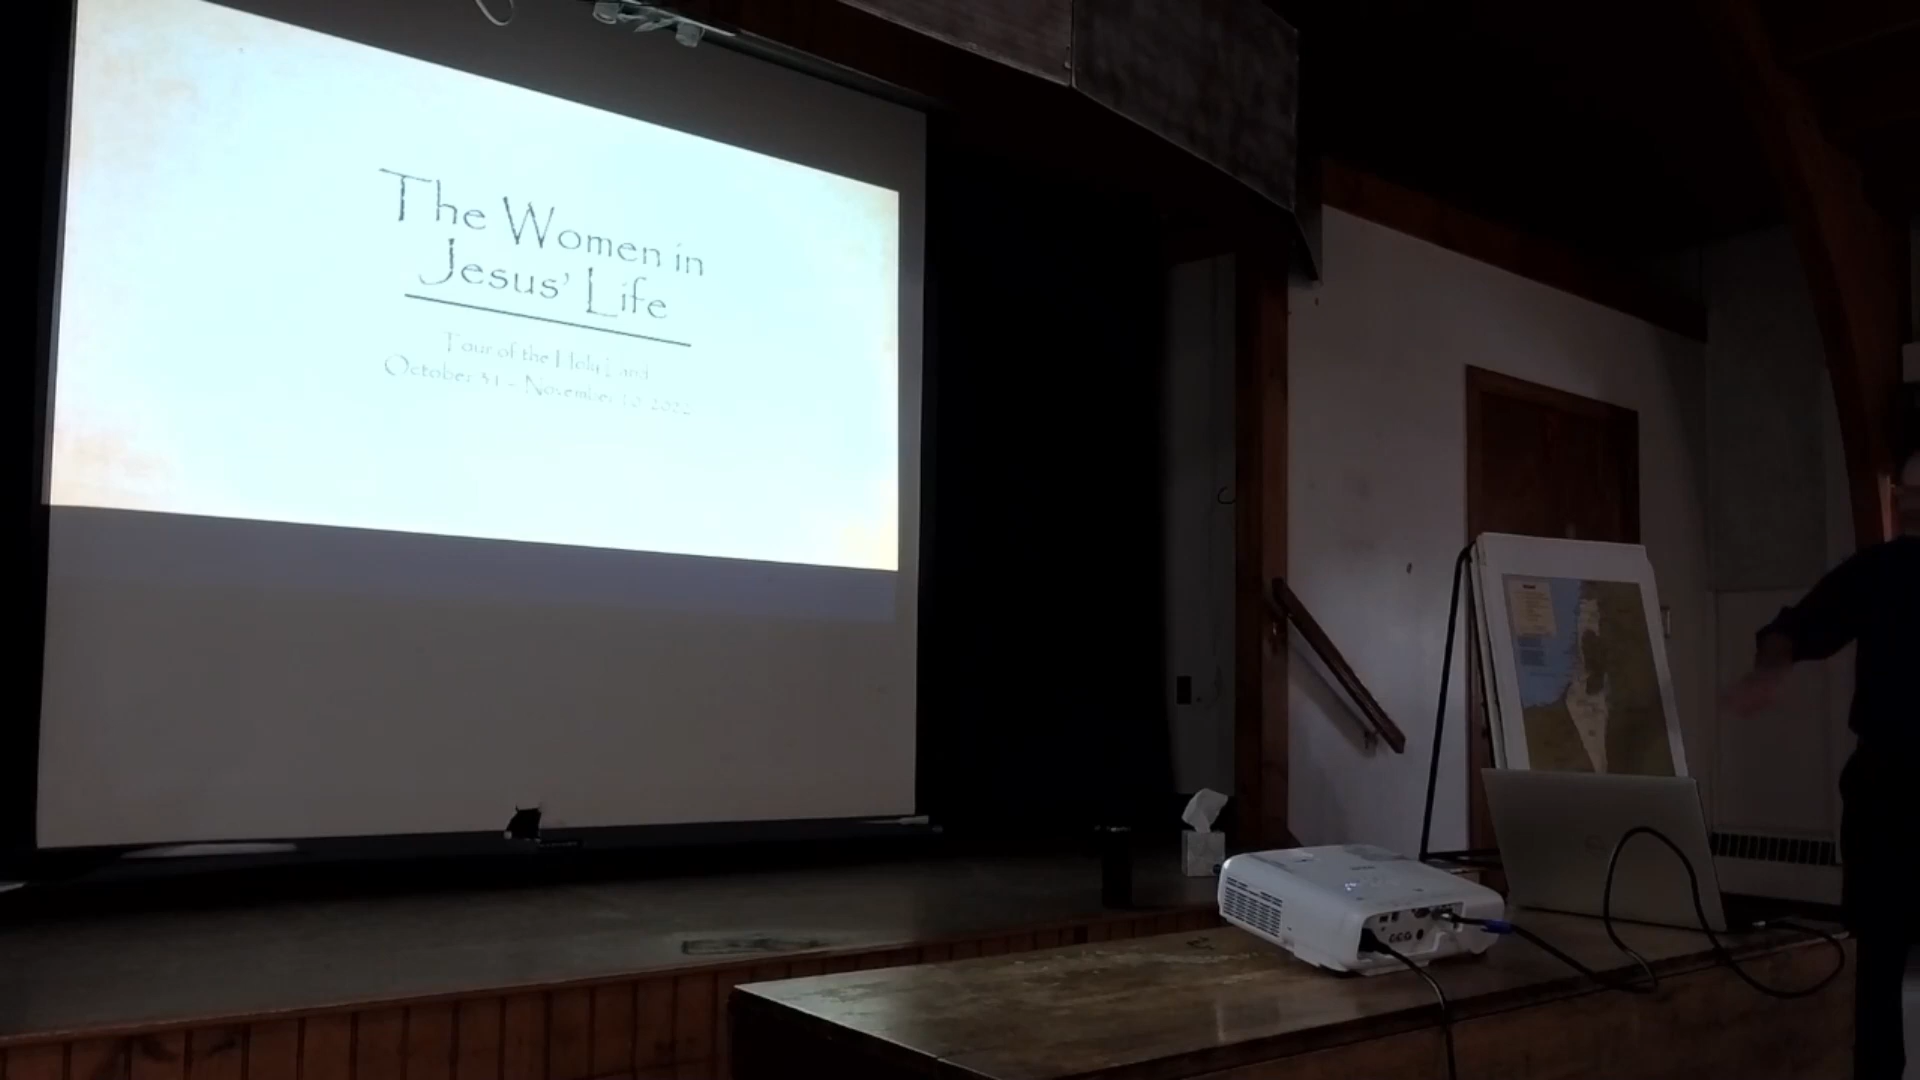 The Women in
Jesus' Life
Tour of the Holy Land
October 31 - November 10, 2022